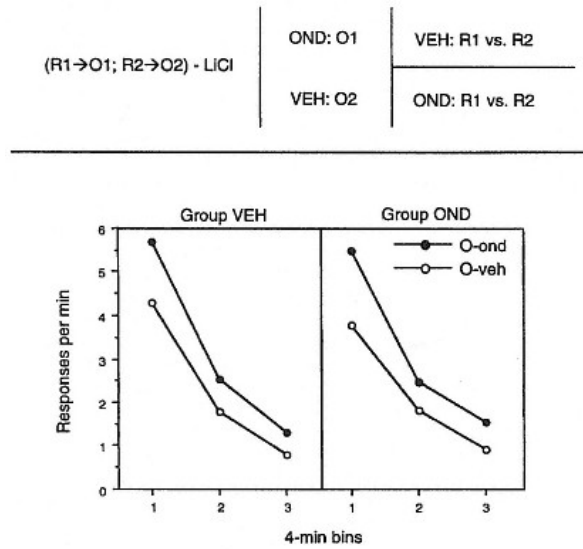 OND: O1
VEH: R1 vs. R2
(R1→O1; R2→O2) - LiCl
VEH: O2
OND: R1 vs. R2
Group VEH
Group OND
O-ond
O-veh
Responses per min
6
5
4
3
2
1
0
1
2
3
1
2
3
4-min bins